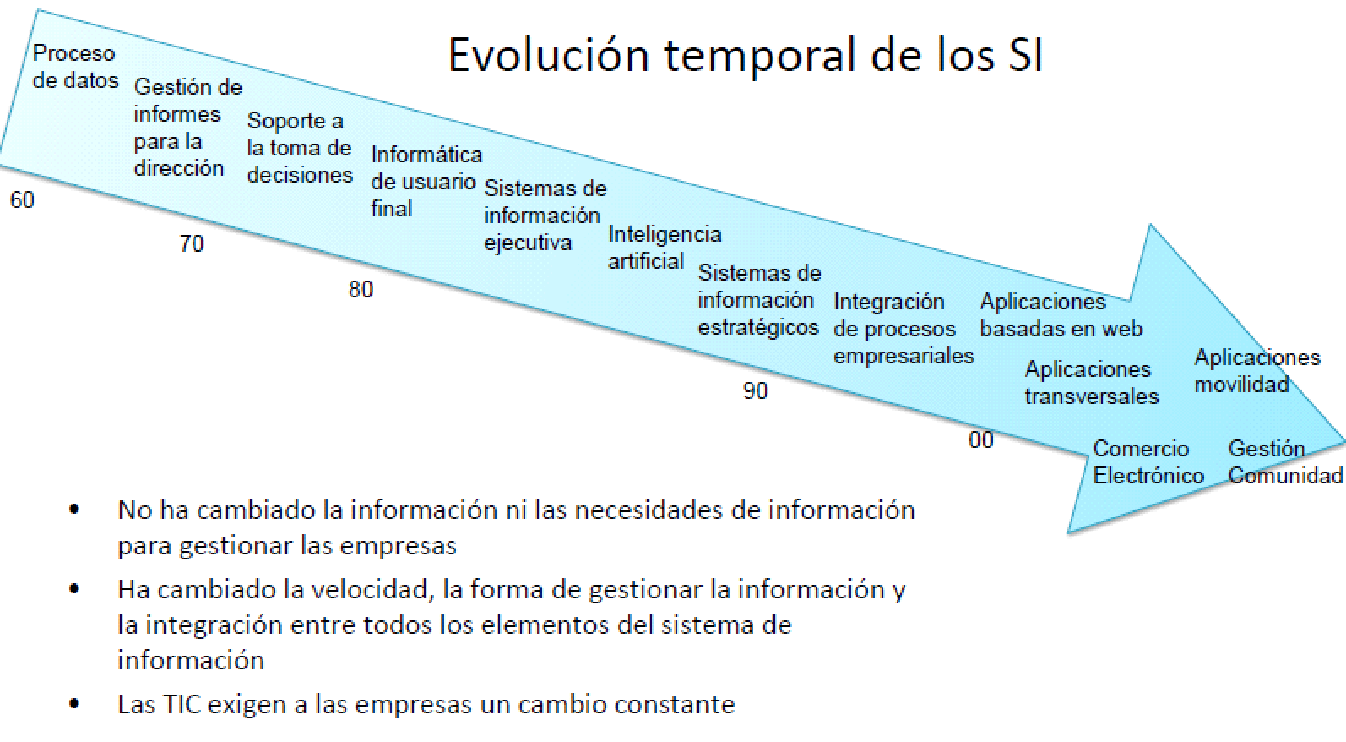 Evolución temporal de los SI
Proceso
de datos
Gestión de
informes
para la
dirección
Soporte a
la toma de
decisiones
Informática
de usuario
final
Sistemas de
información
ejecutiva
Inteligencia
artificial
Sistemas de
información
estratégicos
Integración
de procesos
empresariales
Aplicaciones
basadas en web
Aplicaciones
transversales
Aplicaciones
movilidad
Comercio
Electrónico
Gestión
Comunidad
60
70
80
90
00
• No ha cambiado la información ni las necesidades de información
para gestionar las empresas
• Ha cambiado la velocidad, la forma de gestionar la información y
la integración entre todos los elementos del sistema de
información
• Las TIC exigen a las empresas un cambio constante